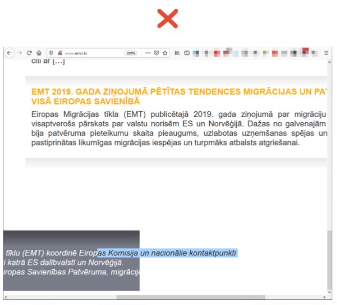 www.emn.lv
citi ar [...]
EMT 2019. GADA ZIŅOJUMĀ PĒTĪTAS TENDENCES MIGRĀCIJAS UN PA
VISĀ EIROPAS SAVIENĪBĀ
Eiropas Migrācijas tīkla (EMT) publicētajā 2019. gada ziņojumā par migrāciju
visaptverošs pārskats par valstu norisēm ES un Norvēģijā. Dažas no galvenajām
bija patvēruma pieteikumu skaita pieaugums, uzlabotas uzņemšanas spējas un
pastiprinātas likumīgas migrācijas iespējas un turpmāks atbalsts atgriešanai.
tīklu (EMT) koordinē Eiropas Komisija un nacionālie kontaktpunkti
i katrā ES dalībvalstī un Norvēģijā.
iropas Savienības Patvēruma, migrācija